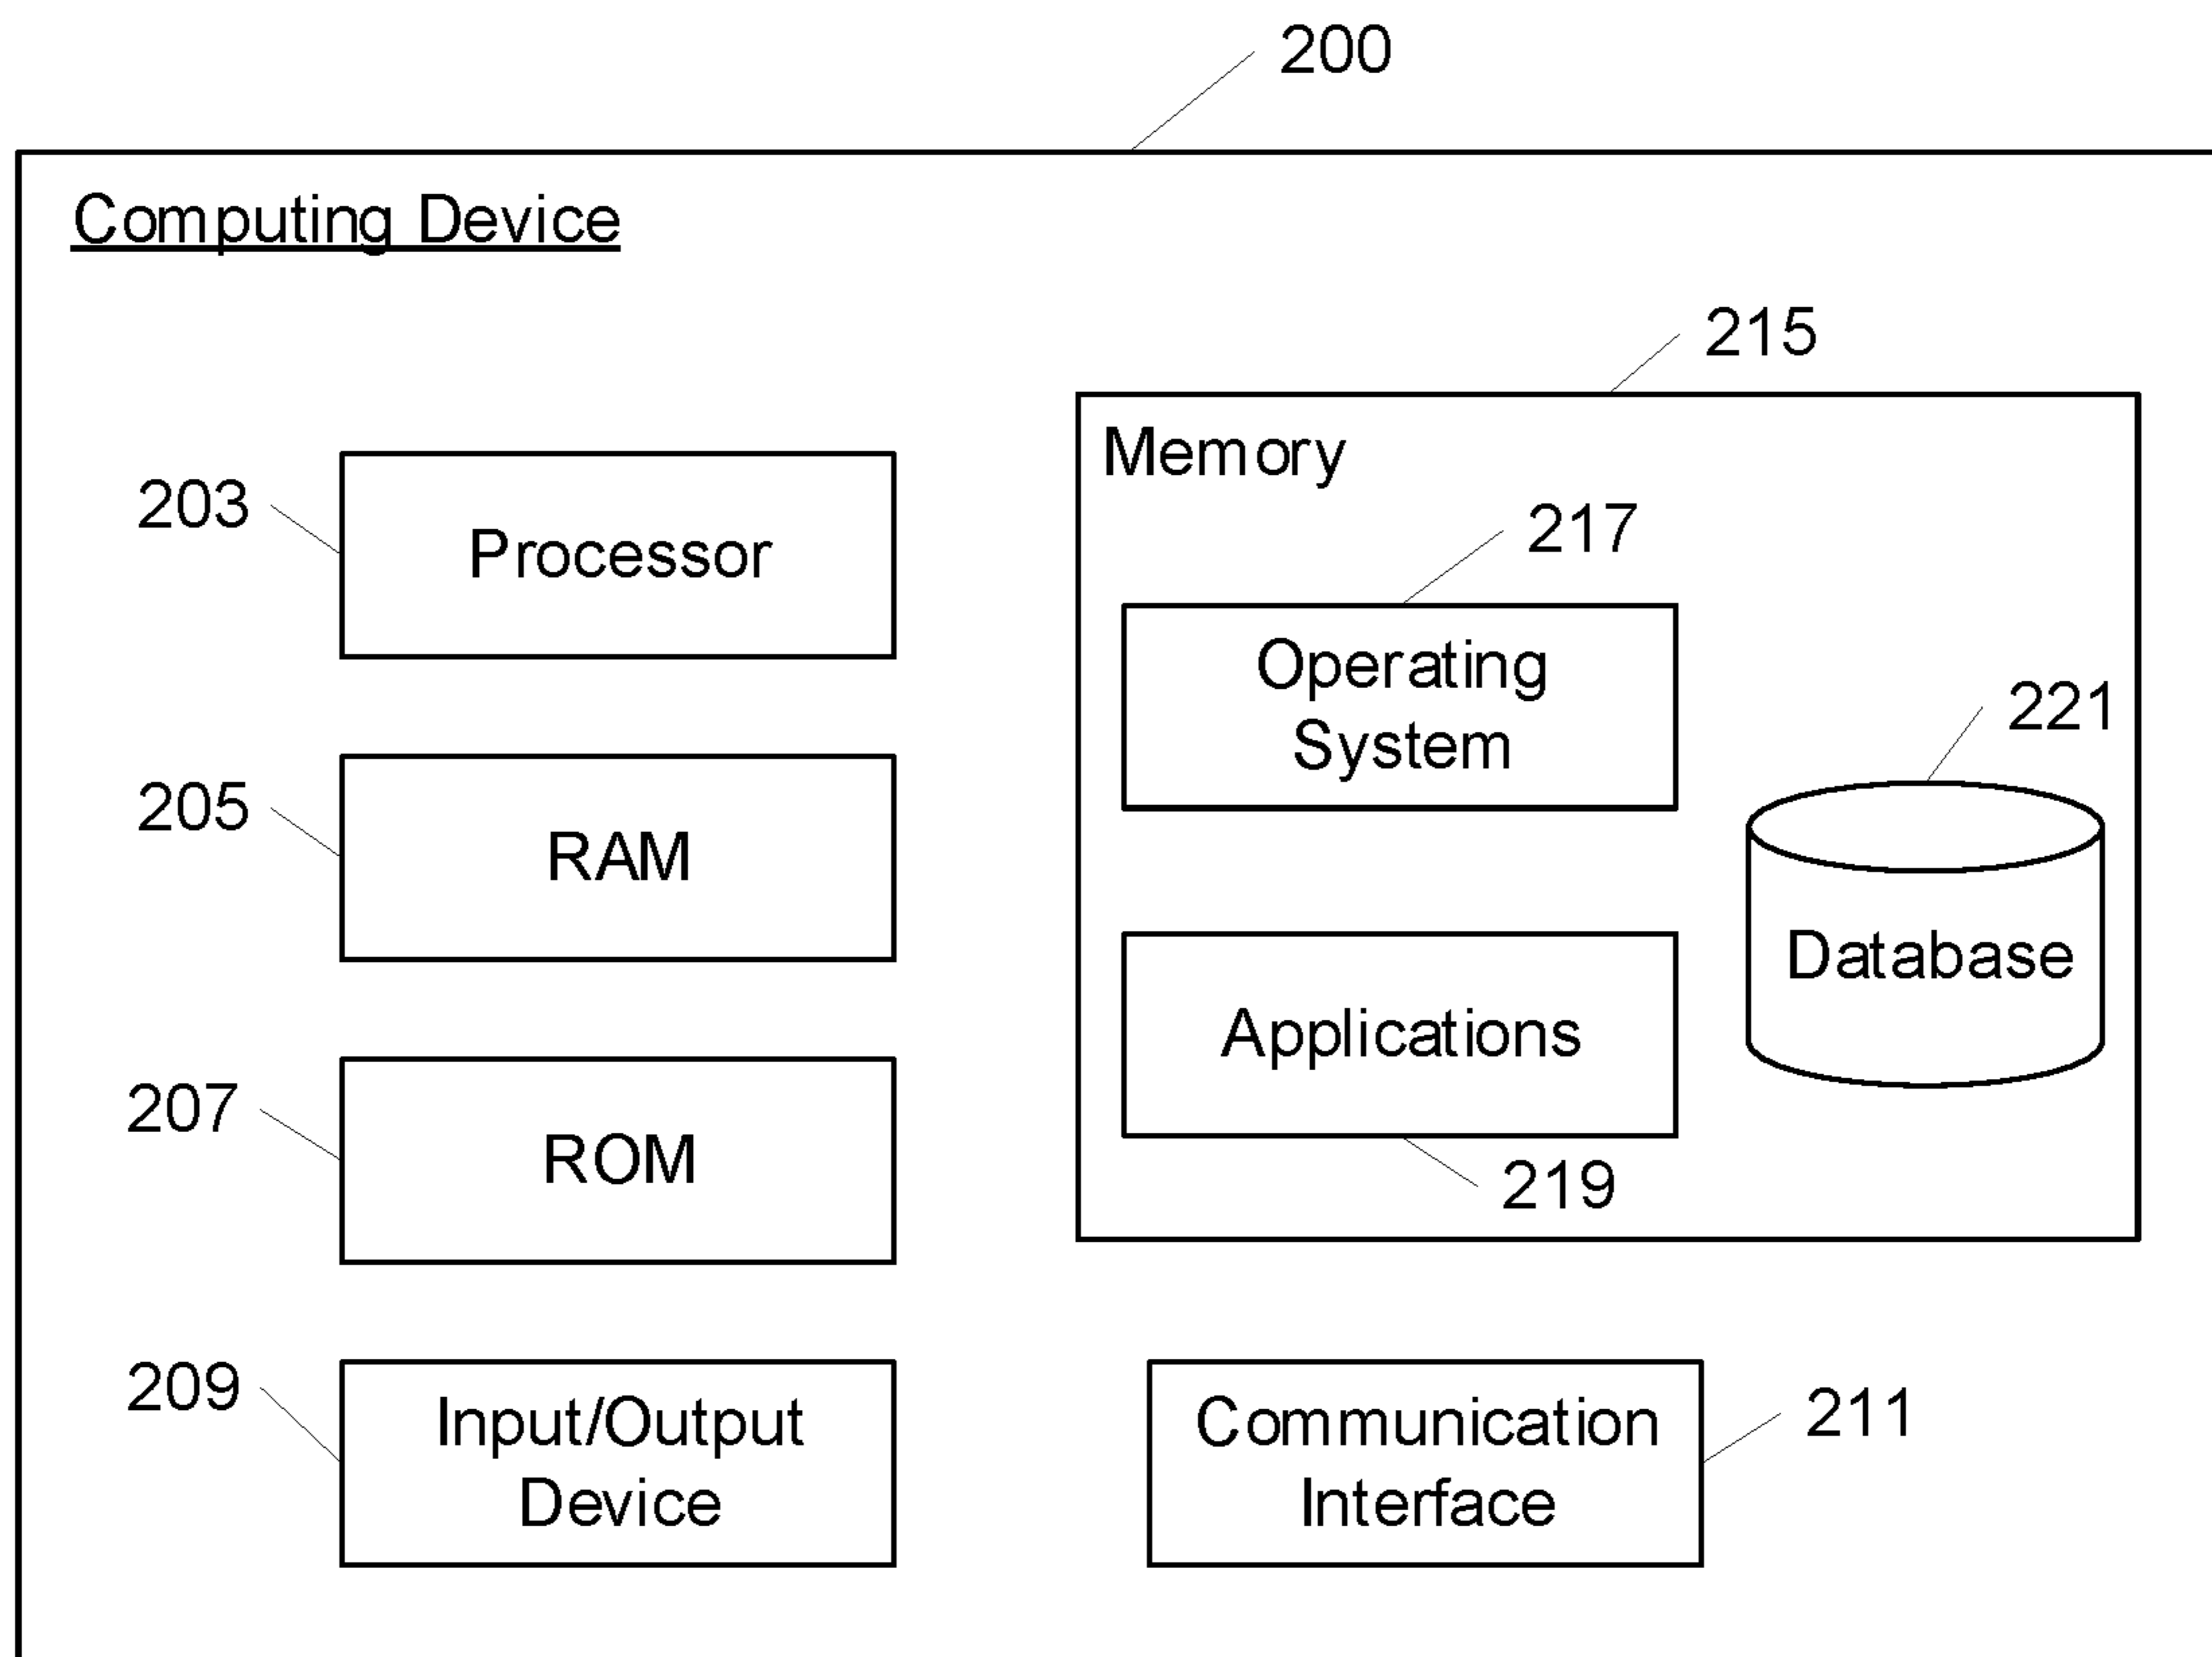 200
Computing Device
215
Memory
203
Processor
217
Operating
System
221
205
RAM
Database
Applications
207
ROM
219
209
Input/Output
Device
Communication
Interface
211